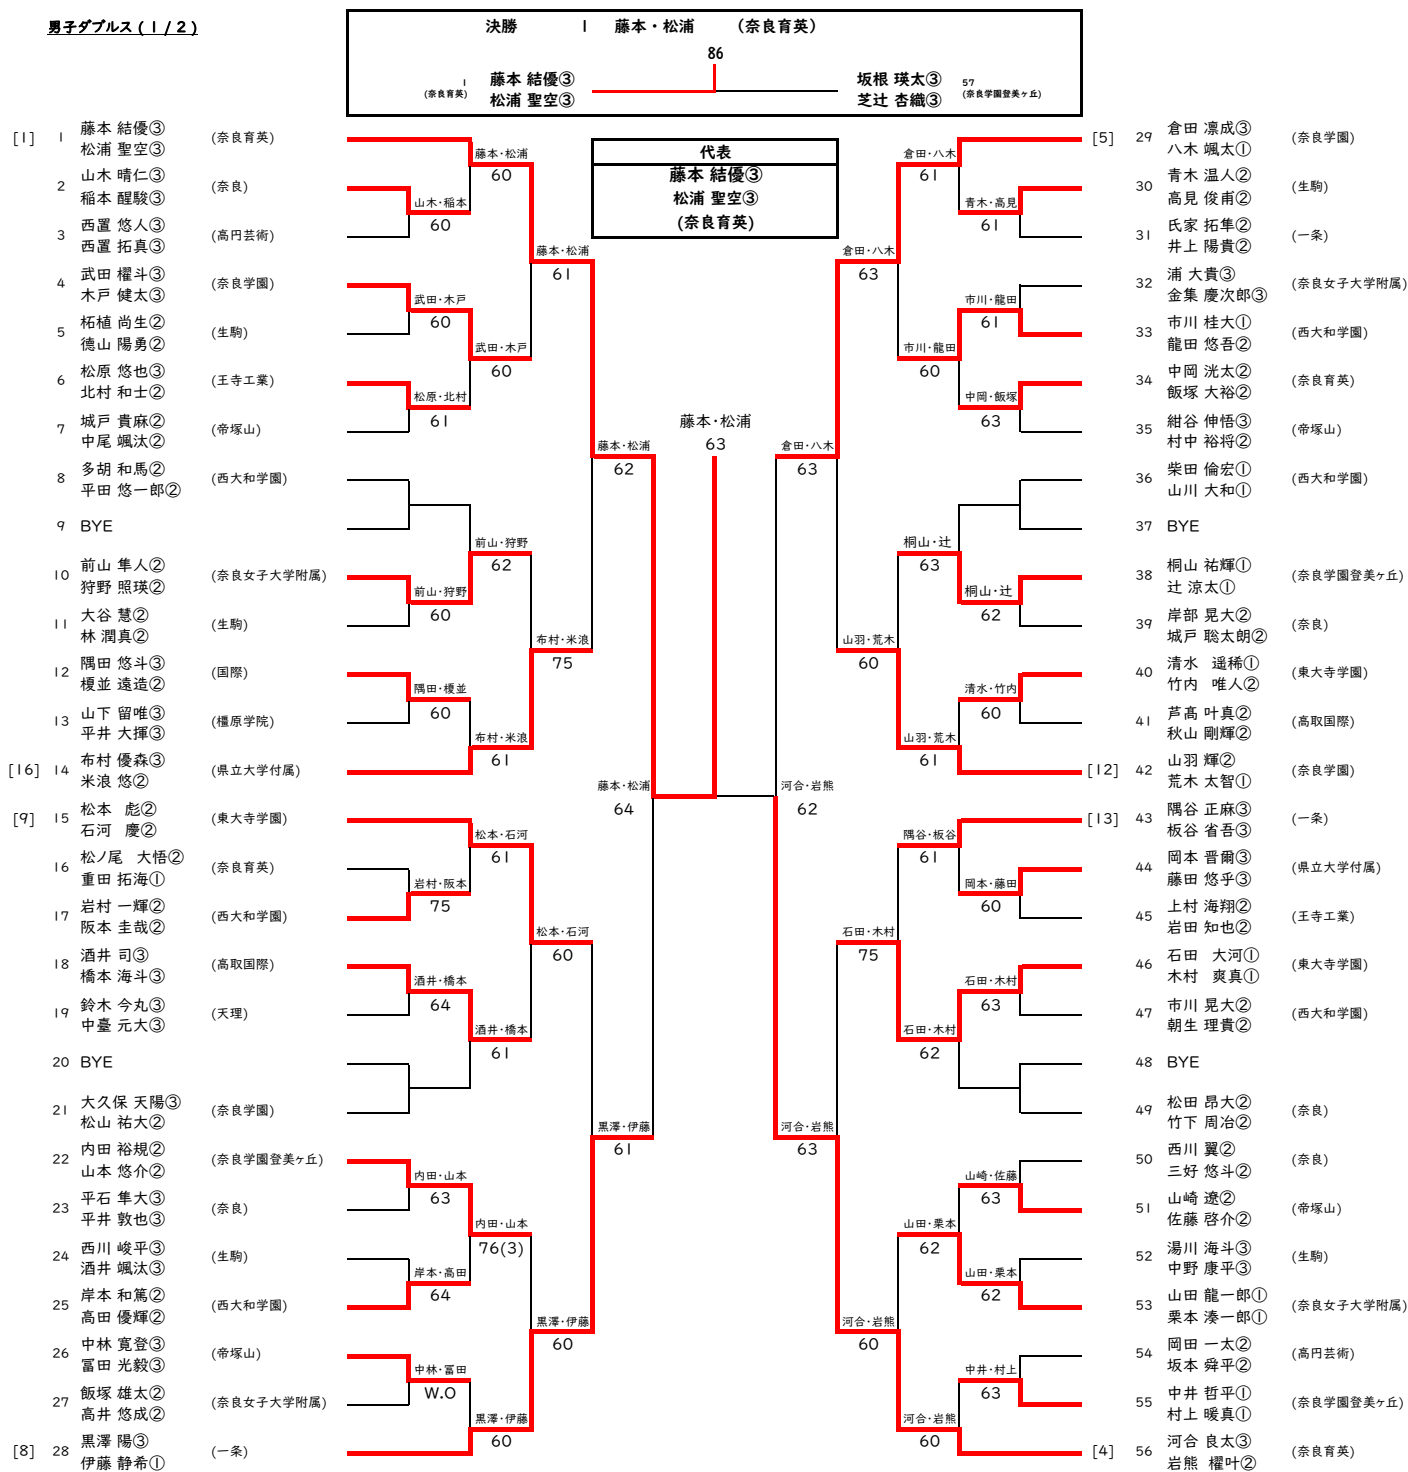 男子ダブルス ( 1 / 2 )
決勝 1 藤本・松浦 (奈良育英)
86
1 (奈良育英) 藤本 結優③ 坂根 瑛太③ 57
松浦 聖空③ 芝辻 杏織③ (奈良学園登美ヶ丘)
代表
藤本 結優③
松浦 聖空③
(奈良育英)
[1] 1 藤本 結優③ (奈良育英)
松浦 聖空③
2 山木 晴仁③ (奈良)
稲本 醒駿③
3 西置 悠人③ (高円芸術)
西置 拓真③
4 武田 櫂斗③ (奈良学園)
木戸 健太③
5 柘植 尚生② (生駒)
徳山 陽勇②
6 松原 悠也③ (王寺工業)
北村 和士②
7 城戸 貴麻② (帝塚山)
中尾 颯汰②
8 多胡 和馬② (西大和学園)
平田 悠一郎②
9 BYE
10 前山 隼人② (奈良女子大学附属)
狩野 照瑛②
11 大谷 慧② (生駒)
林 潤真②
12 隅田 悠斗③ (国際)
榎並 遠造②
13 山下 留唯③ (橿原学院)
平井 大揮③
[16] 14 布村 優森③ (県立大学付属)
米浪 悠②
[9] 15 松本 彪② (東大寺学園)
石河 慶②
16 松ノ尾 大悟② (奈良育英)
重田 拓海①
17 岩村 一輝② (西大和学園)
阪本 圭哉②
18 酒井 司③ (高取国際)
橋本 海斗③
19 鈴木 今丸③ (天理)
中臺 元大③
20 BYE
21 大久保 天陽③ (奈良学園)
松山 祐大②
22 内田 裕規② (奈良学園登美ヶ丘)
山本 悠介②
23 平石 隼大③ (奈良)
平井 敦也③
24 西川 峻平③ (生駒)
酒井 颯汰③
25 岸本 和篤② (西大和学園)
高田 優輝②
26 中林 寛登③ (帝塚山)
冨田 光毅③
27 飯塚 雄太② (奈良女子大学附属)
高井 悠成②
[8] 28 黒澤 陽③ (一条)
伊藤 静希①
藤本・松浦
60
山木・稲本
60
藤本・松浦
61
武田・木戸
60
武田・木戸
60
松原・北村
61
藤本・松浦
62
前山・狩野
62
前山・狩野
60
布村・米浪
75
隅田・榎並
60
布村・米浪
61
藤本・松浦
64
松本・石河
61
岩村・阪本
75
松本・石河
60
酒井・橋本
64
酒井・橋本
61
黒澤・伊藤
61
内田・山本
63
内田・山本
76(3)
岸本・高田
64
黒澤・伊藤
60
中林・冨田
W.O
黒澤・伊藤
60
藤本・松浦
63
倉田・八木
61
青木・高見
61
倉田・八木
63
市川・龍田
61
市川・龍田
60
中岡・飯塚
63
倉田・八木
63
桐山・辻
63
桐山・辻
62
山羽・荒木
60
清水・竹内
60
山羽・荒木
61
河合・岩熊
62
隅谷・板谷
61
岡本・藤田
60
石田・木村
75
石田・木村
63
石田・木村
62
河合・岩熊
63
山崎・佐藤
63
山田・栗本
62
山田・栗本
62
河合・岩熊
60
中井・村上
63
河合・岩熊
60
[5] 29 倉田 凛成③ (奈良学園)
八木 颯太①
30 青木 温人② (生駒)
高見 俊甫②
31 氏家 拓隼② (一条)
井上 陽貴②
32 浦 大貴③ (奈良女子大学附属)
金集 慶次郎③
33 市川 桂大① (西大和学園)
龍田 悠吾②
34 中岡 洸太② (奈良育英)
飯塚 大裕②
35 紺谷 伸悟③ (帝塚山)
村中 裕将②
36 柴田 倫宏① (西大和学園)
山川 大和①
37 BYE
38 桐山 祐輝① (奈良学園登美ヶ丘)
辻 涼太①
39 岸部 晃大② (奈良)
城戸 聡太朗②
40 清水 遥稀① (東大寺学園)
竹内 唯人②
41 芦髙 叶真② (高取国際)
秋山 剛輝②
[12] 42 山羽 輝② (奈良学園)
荒木 太智①
[13] 43 隅谷 正麻③ (一条)
板谷 省吾③
44 岡本 晋爾③ (県立大学付属)
藤田 悠乎③
45 上村 海翔② (王寺工業)
岩田 知也②
46 石田 大河① (東大寺学園)
木村 爽真①
47 市川 晃大② (西大和学園)
朝生 理貴②
48 BYE
49 松田 昂大② (奈良)
竹下 周冶②
50 西川 翼② (奈良)
三好 悠斗②
51 山崎 遼② (帝塚山)
佐藤 啓介②
52 湯川 海斗③ (生駒)
中野 康平③
53 山田 龍一郎① (奈良女子大学附属)
栗本 湊一郎①
54 岡田 一太② (高円芸術)
坂本 舜平②
55 中井 哲平① (奈良学園登美ヶ丘)
村上 暖真①
[4] 56 河合 良太③ (奈良育英)
岩熊 櫂叶②